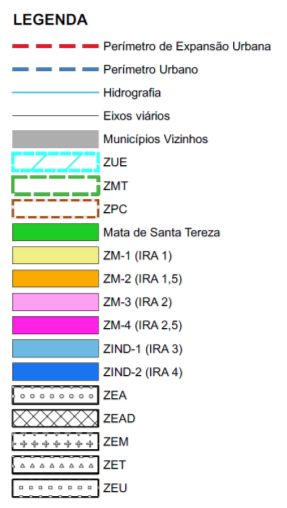 LEGENDA
Perímetro de Expansão Urbana
Perímetro Urbano
Hidrografia
Eixos viários
Municípios Vizinhos
ZUE
ZMT
ZPC
Mata de Santa Tereza
ZM-1 (IRA 1)
ZM-2 (IRA 1,5)
ZM-3 (IRA 2)
ZM-4 (IRA 2,5)
ZIND-1 (IRA 3)
ZIND-2 (IRA 4)
ZEA
ZEAD
ZEM
ZET
ZEU